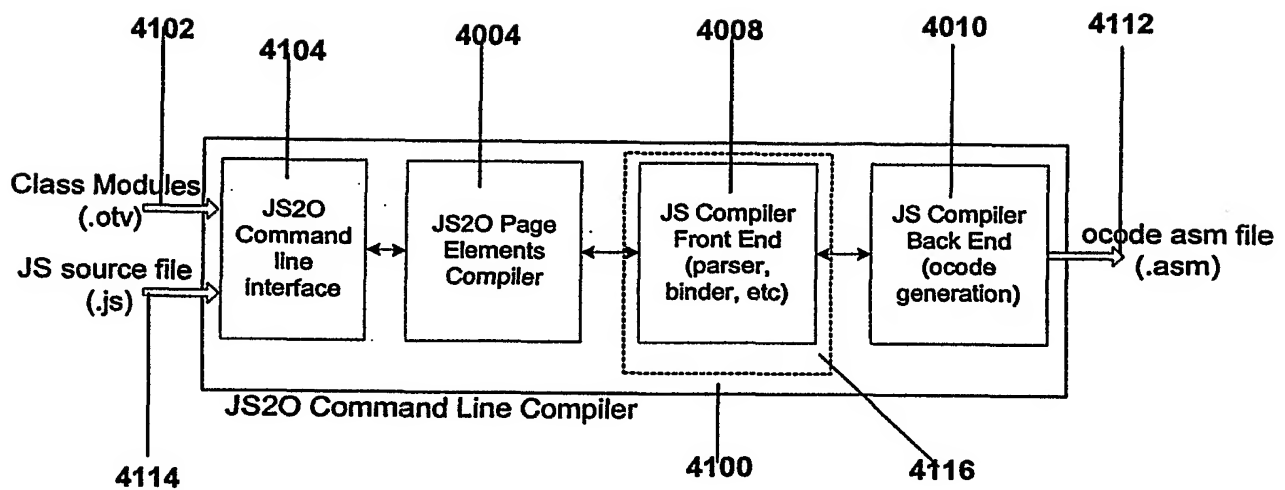 4102
4104
4004
4008
4010
4112
Class Modules
(.otv)
JS source file
(.js)
JS2O
Command
line
interface
JS2O Page
Elements
Compiler
JS Compiler
Front End
(parser,
binder, etc)
JS Compiler
Back End
(ocode
generation)
ocode asm file
(.asm)
JS2O Command Line Compiler
4114
4100
4116